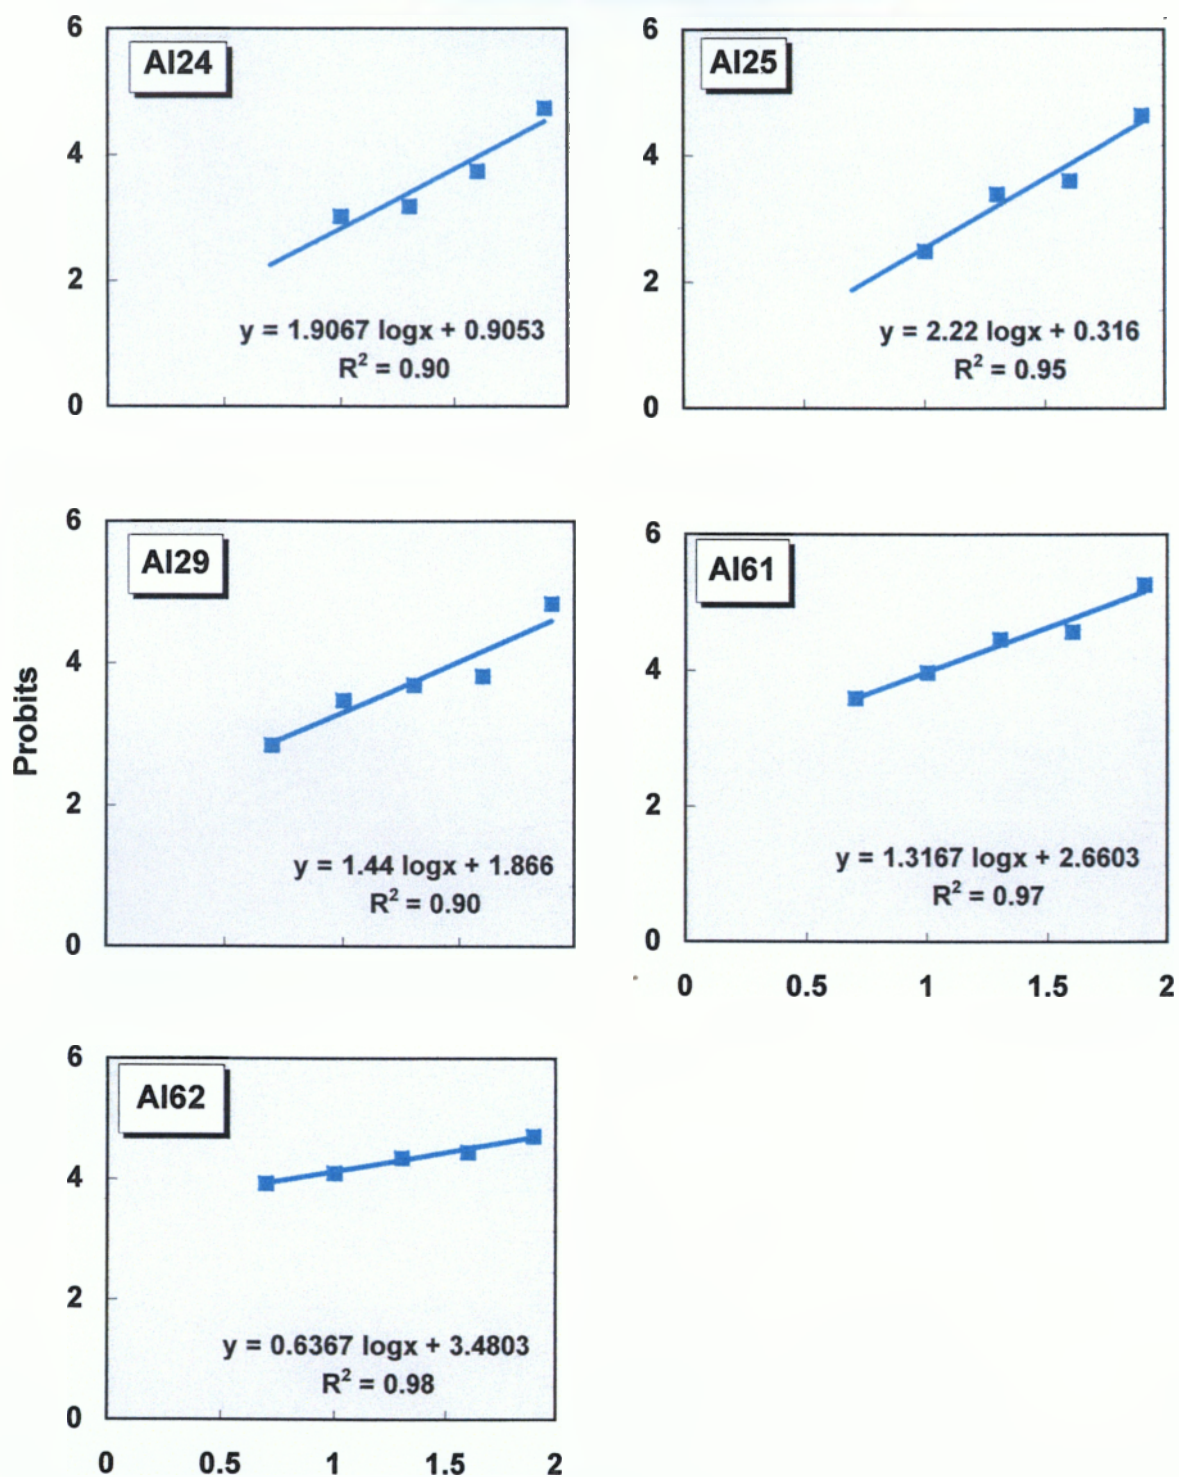 6
AI24
4
2
y = 1.9067 logx + 0.9053
R² = 0.90
0
6
AI25
4
2
y = 2.22 logx + 0.316
R² = 0.95
0
Probits
6
AI29
4
2
y = 1.44 logx + 1.866
R² = 0.90
0
6
AI61
4
2
y = 1.3167 logx + 2.6603
R² = 0.97
0
0 0.5 1 1.5 2
6
AI62
4
2
y = 0.6367 logx + 3.4803
R² = 0.98
0
0 0.5 1 1.5 2